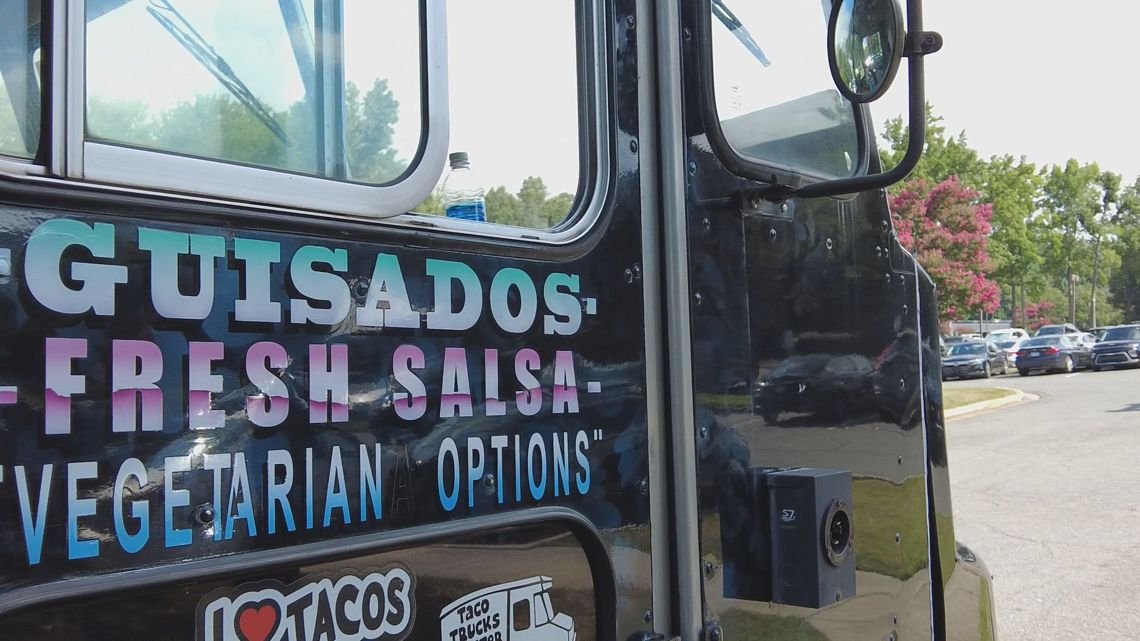 GUISADOS-
-FRESH SALSA-
"VEGETARIAN OPTIONS"
I ❤ TACOS
TACO
TRUCKS